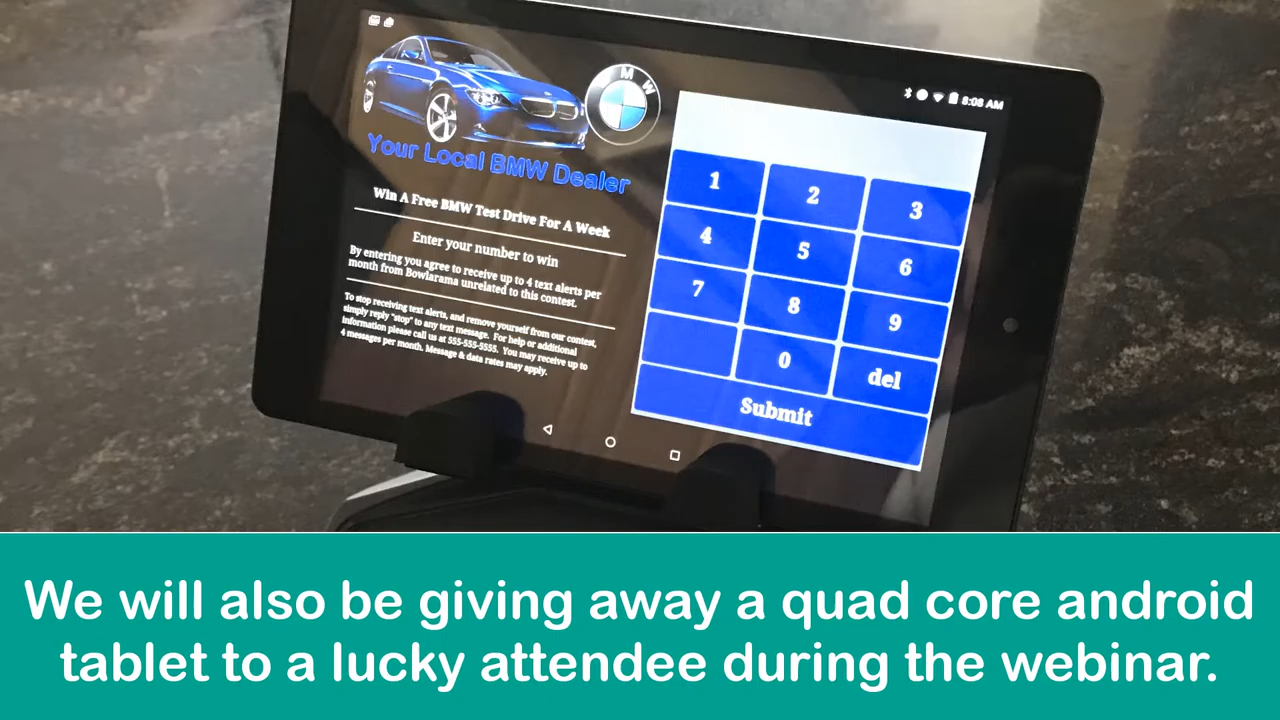 8:08 AM
BMW
Your Local BMW Dealer
Win A Free BMW Test Drive For A Week
Enter your number to win
By entering you agree to receive up to 4 text alerts per
month from Bowlarama unrelated to this contest.
To stop receiving text alerts, and remove yourself from our contest,
simply reply "stop" to any text message. For help or additional
information please call us at 555-555-5555. You may receive up to
4 messages per month. Message & data rates may apply.
1 2 3
4 5 6
7 8 9
0 del
Submit
We will also be giving away a quad core android
tablet to a lucky attendee during the webinar.